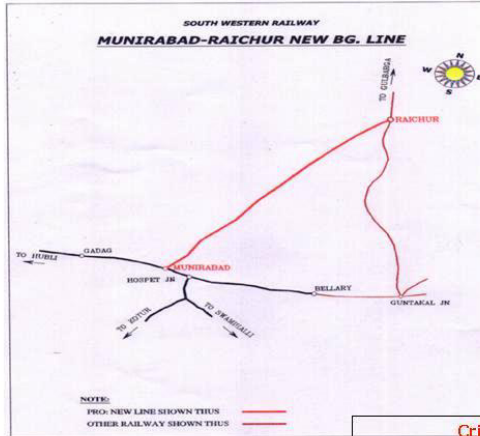 SOUTH WESTERN RAILWAY
MUNIRABAD-RAICHUR NEW BG. LINE
N
W
E
S
TO GULBARGA
RAICHUR
TO HUBLI
GADAG
MUNIRABAD
HOSPET JN
BELLARY
GUNTAKAL JN
TO KOTUR
TO SWAMIHALLI
NOTE:
PRO: NEW LINE SHOWN THUS
OTHER RAILWAY SHOWN THUS
Cri